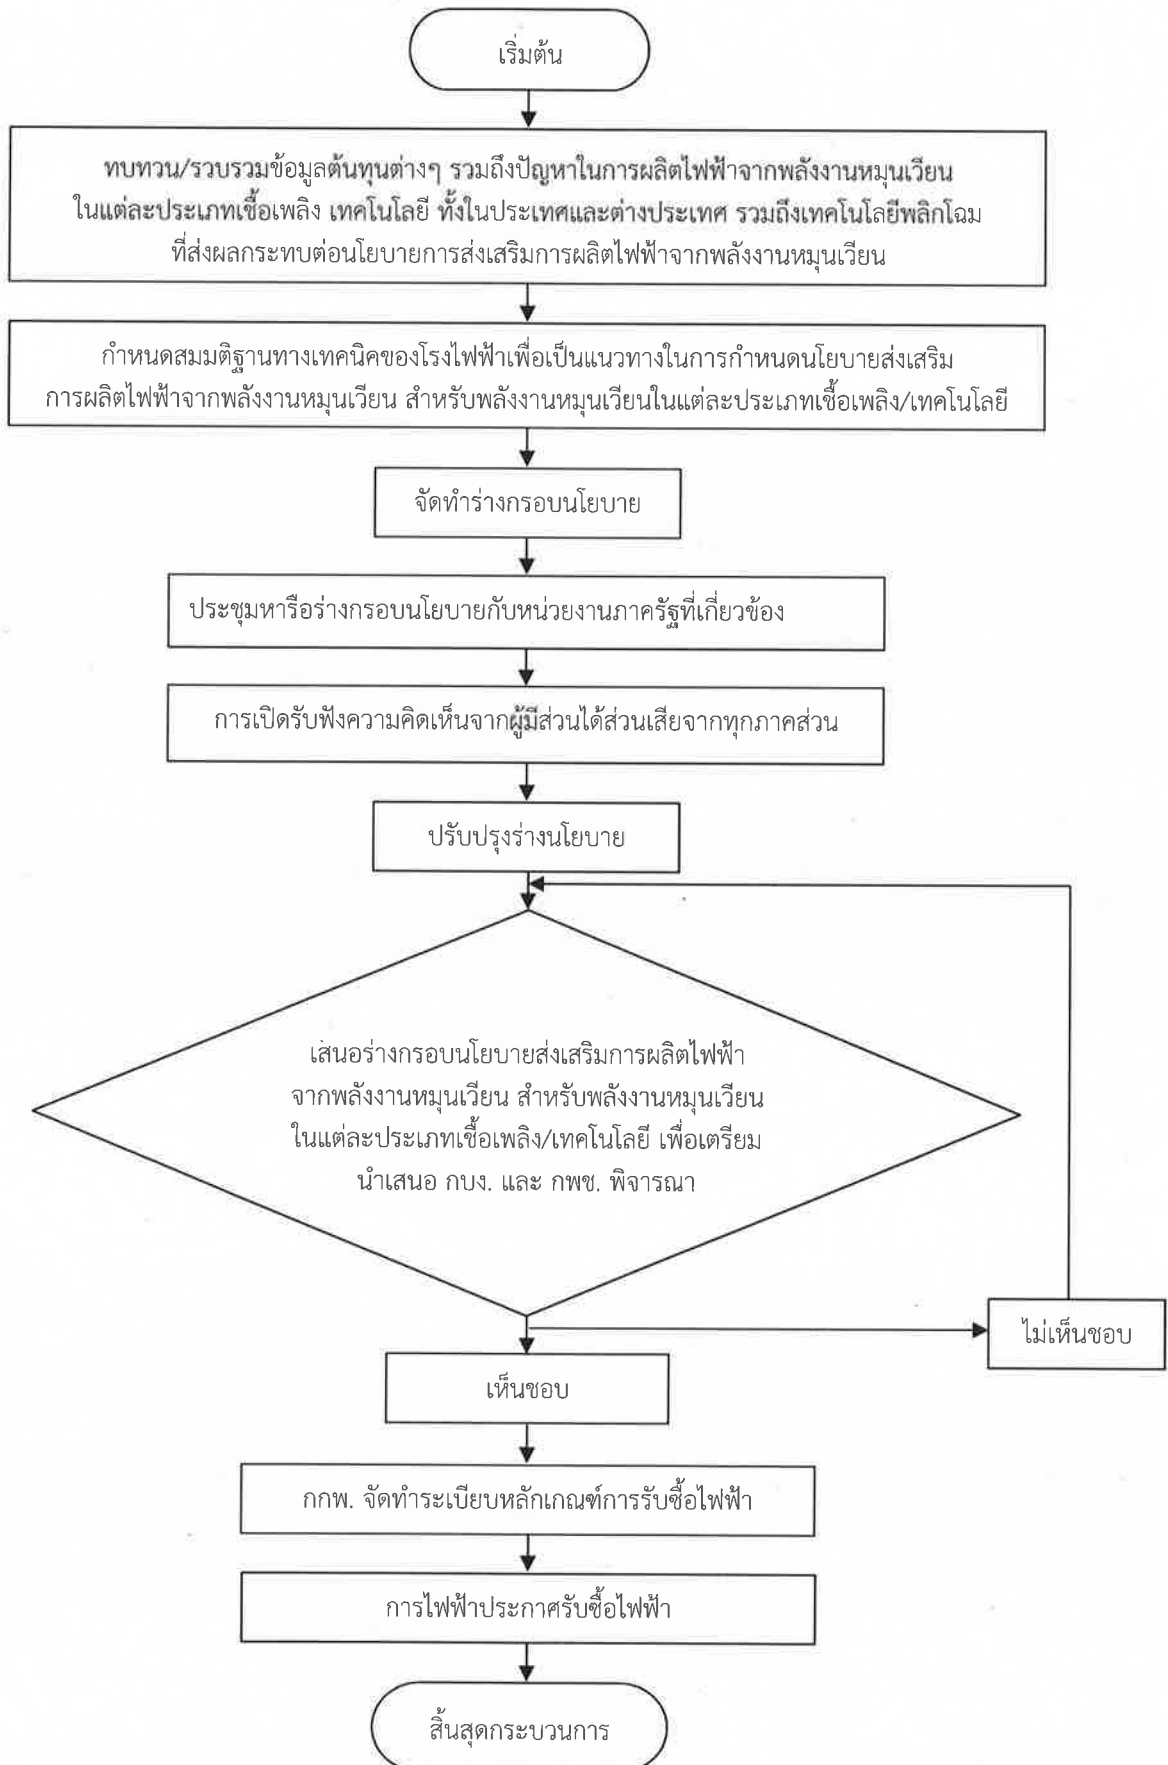 เริ่มต้น
ทบทวน/รวบรวมข้อมูลต้นทุนต่างๆ รวมถึงปัญหาในการผลิตไฟฟ้าจากพลังงานหมุนเวียน
ในแต่ละประเภทเชื้อเพลิง เทคโนโลยี ทั้งในประเทศและต่างประเทศ รวมถึงเทคโนโลยีพลิกโฉม
ที่ส่งผลกระทบต่อนโยบายการส่งเสริมการผลิตไฟฟ้าจากพลังงานหมุนเวียน
กำหนดสมมติฐานทางเทคนิคของโรงไฟฟ้าเพื่อเป็นแนวทางในการกำหนดนโยบายส่งเสริม
การผลิตไฟฟ้าจากพลังงานหมุนเวียน สำหรับพลังงานหมุนเวียนในแต่ละประเภทเชื้อเพลิง/เทคโนโลยี
จัดทำร่างกรอบนโยบาย
ประชุมหารือร่างกรอบนโยบายกับหน่วยงานภาครัฐที่เกี่ยวข้อง
การเปิดรับฟังความคิดเห็นจากผู้มีส่วนได้ส่วนเสียจากทุกภาคส่วน
ปรับปรุงร่างนโยบาย
เสนอร่างกรอบนโยบายส่งเสริมการผลิตไฟฟ้า
จากพลังงานหมุนเวียน สำหรับพลังงานหมุนเวียน
ในแต่ละประเภทเชื้อเพลิง/เทคโนโลยี เพื่อเตรียม
นำเสนอ กบง. และ กพช. พิจารณา
ไม่เห็นชอบ
เห็นชอบ
กกพ. จัดทำระเบียบหลักเกณฑ์การรับซื้อไฟฟ้า
การไฟฟ้าประกาศรับซื้อไฟฟ้า
สิ้นสุดกระบวนการ